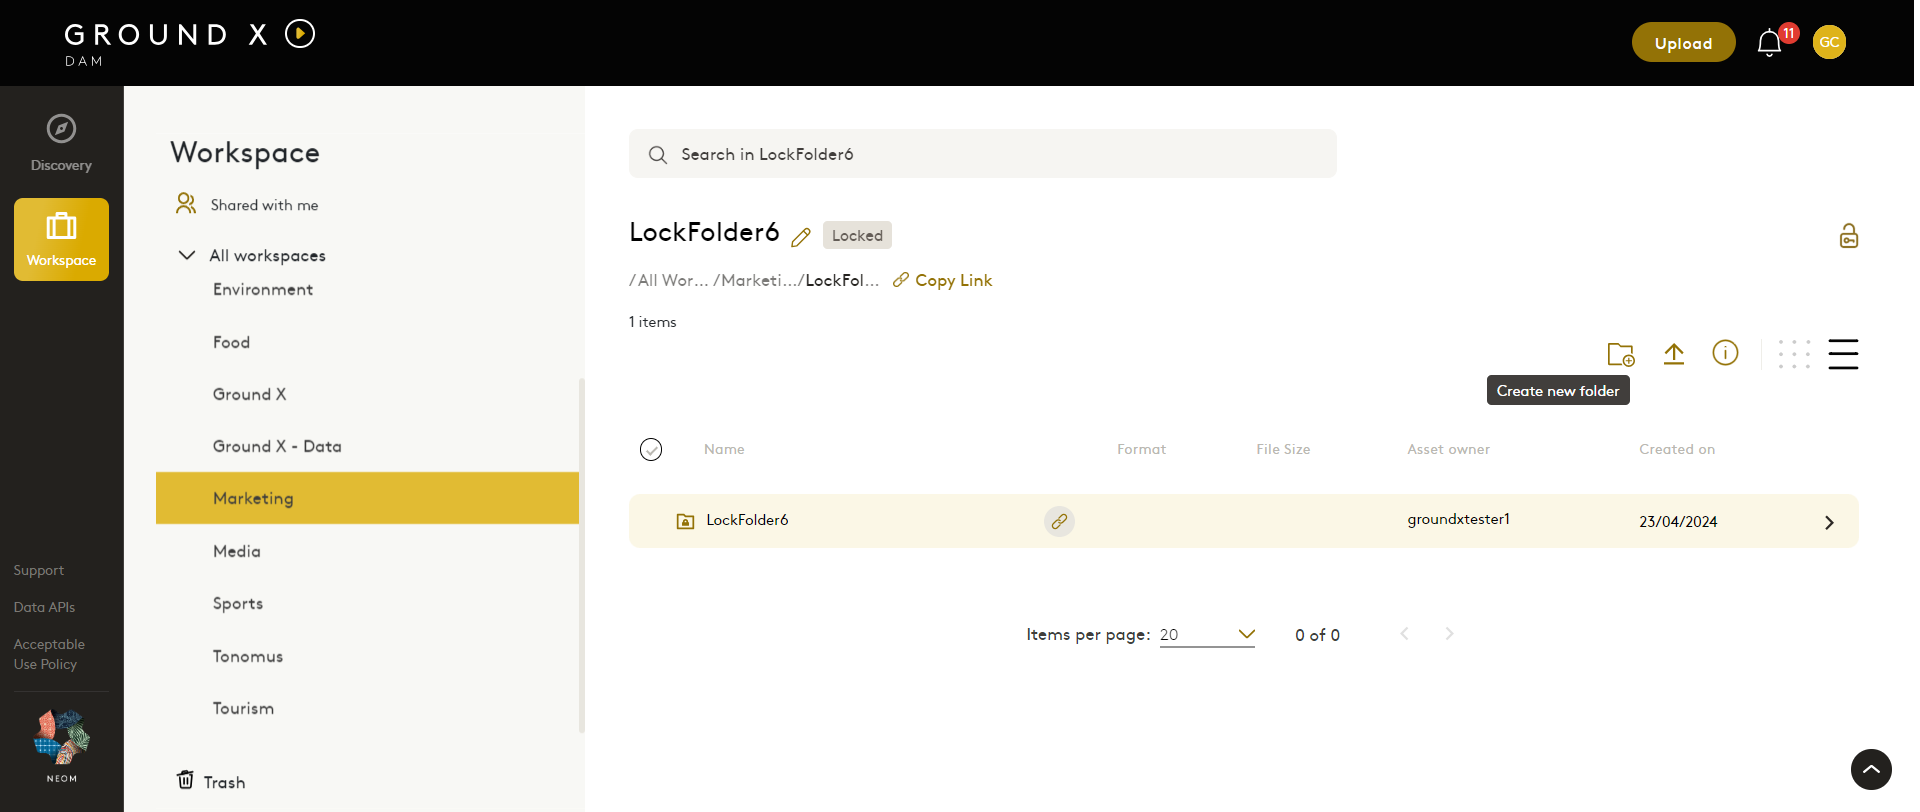 GROUND X
DAM
Upload
11
GC
Discovery
Workspace
Support
Data APIs
Acceptable
Use Policy
NEOM
Workspace
Shared with me
All workspaces
Environment
Food
Ground X
Ground X - Data
Marketing
Media
Sports
Tonomus
Tourism
Trash
Search in LockFolder6
LockFolder6
Locked
/All Wor... /Marketi.../LockFol...
Copy Link
1 items
Create new folder
Name Format File Size Asset owner Created on
LockFolder6 groundxtester1 23/04/2024
Items per page: 20 0 of 0